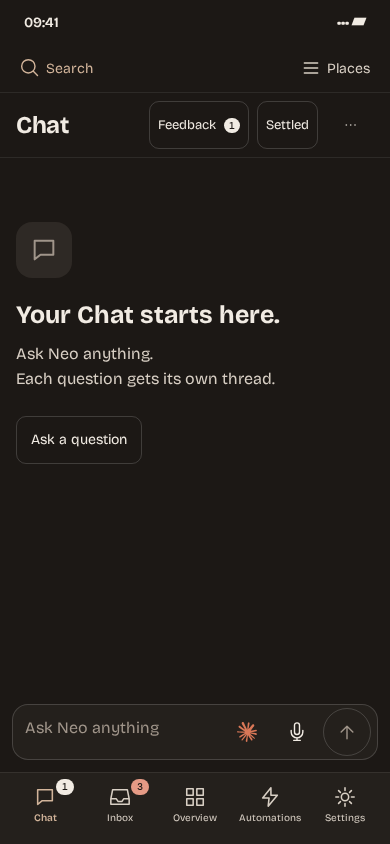 09:41
Search
Places
Chat
Feedback 1
Settled
Your Chat starts here.
Ask Neo anything.
Each question gets its own thread.
Ask a question
Ask Neo anything
1
3
Chat
Inbox
Overview
Automations
Settings